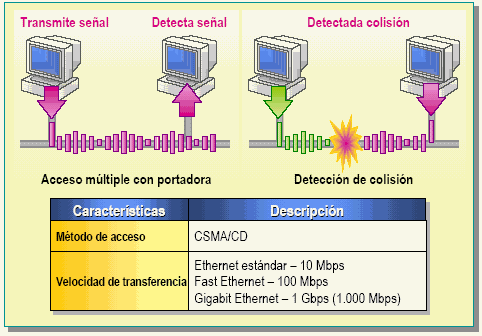 Transmite señal
Detecta señal
Detectada colisión
Acceso múltiple con portadora
Detección de colisión
Características
Descripción
Método de acceso
CSMA/CD
Velocidad de transferencia
Ethernet estándar – 10 Mbps
Fast Ethernet – 100 Mbps
Gigabit Ethernet – 1 Gbps (1.000 Mbps)